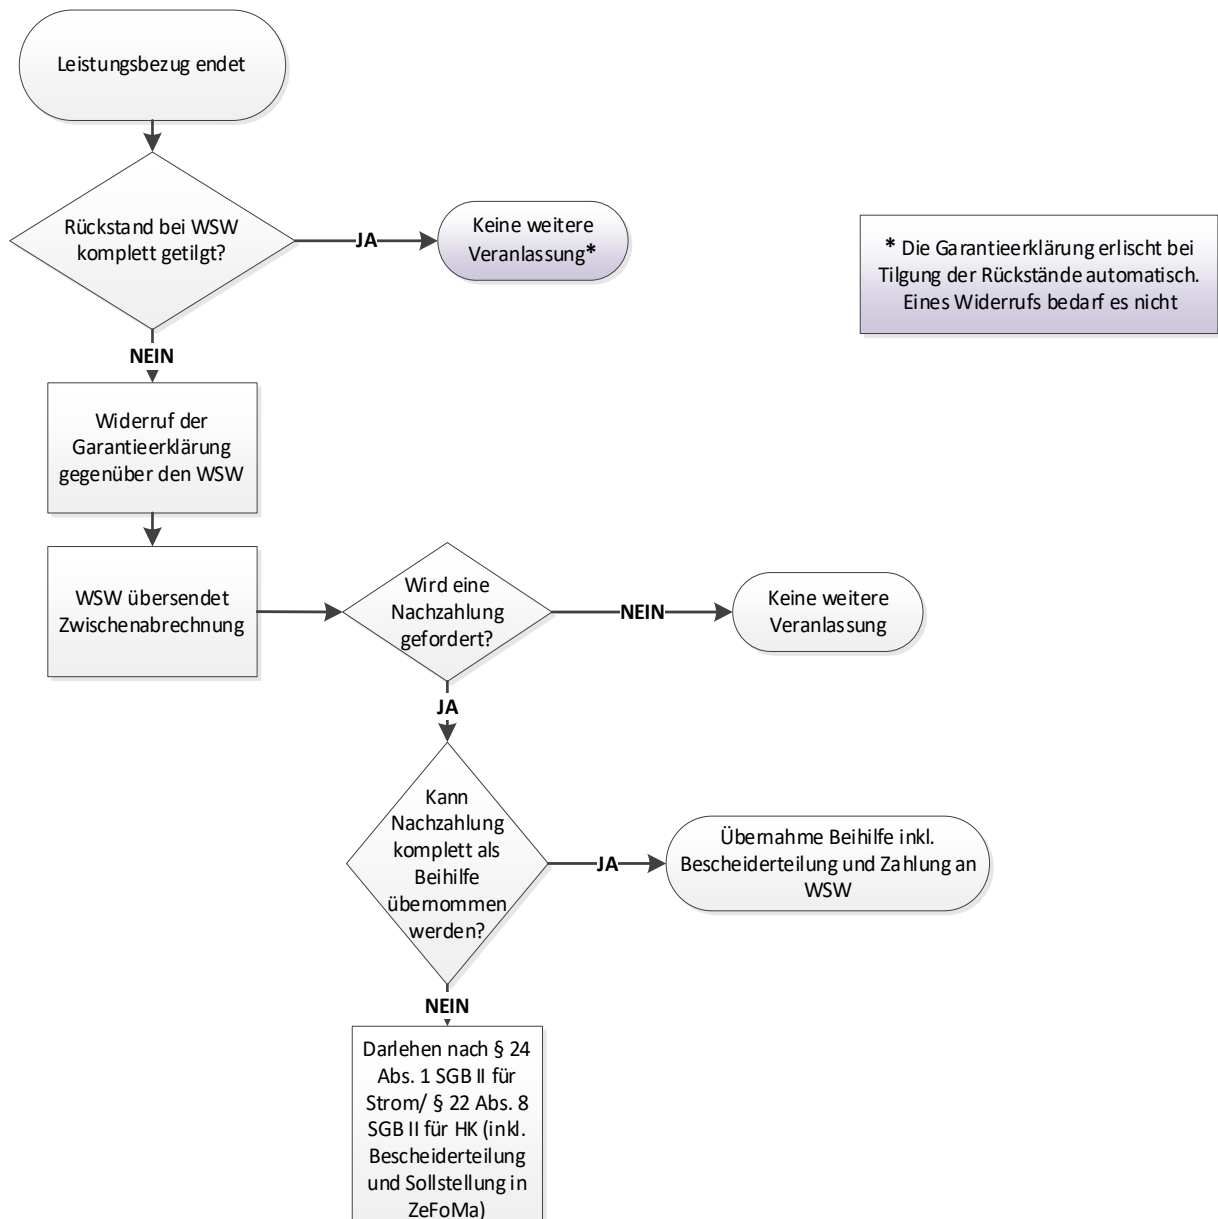 Leistungsbezug endet
Rückstand bei WSW
komplett getilgt?
JA
Keine weitere
Veranlassung*
* Die Garantieerklärung erlischt bei
Tilgung der Rückstände automatisch.
Eines Widerrufs bedarf es nicht
NEIN
Widerruf der
Garantieerklärung
gegenüber den WSW
WSW übersendet
Zwischenabrechnung
Wird eine
Nachzahlung
gefordert?
NEIN
Keine weitere
Veranlassung
JA
Kann
Nachzahlung
komplett als
Beihilfe
übernommen
werden?
JA
Übernahme Beihilfe inkl.
Bescheiderteilung und Zahlung an
WSW
NEIN
Darlehen nach § 24
Abs. 1 SGB II für
Strom/ § 22 Abs. 8
SGB II für HK (inkl.
Bescheiderteilung
und Sollstellung in
ZeFoMa)